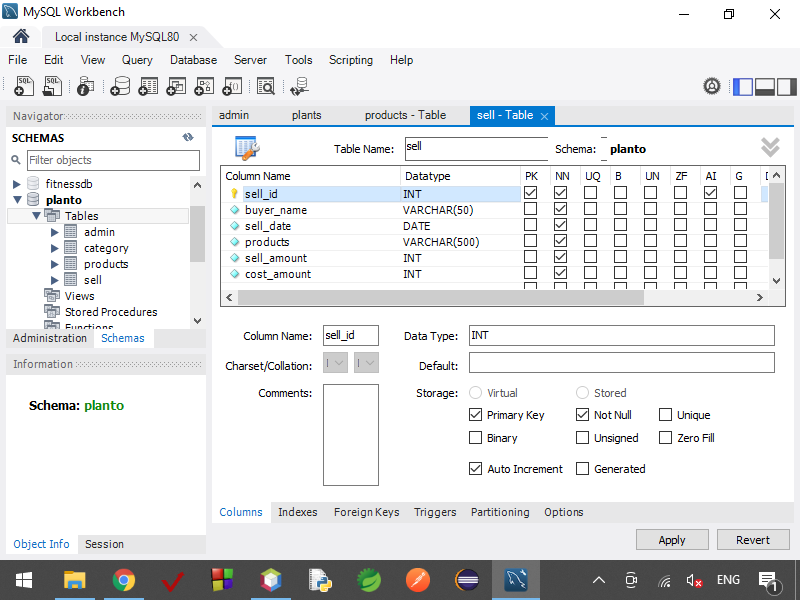 MySQL Workbench
Local instance MySQL80
File Edit View Query Database Server Tools Scripting Help
Navigator
SCHEMAS
Filter objects
fitnessdb
planto
Tables
admin
category
products
sell
Views
Stored Procedures
Functions
Administration Schemas
Information
Schema: planto
Object Info Session
admin plants products - Table sell - Table
Table Name: sell Schema: planto
Column Name Datatype PK NN UQ B UN ZF AI G D
sell_id INT
buyer_name VARCHAR(50)
sell_date DATE
products VARCHAR(500)
sell_amount INT
cost_amount INT
Column Name: sell_id Data Type: INT
Charset/Collation: Default:
Comments: Storage: Virtual Stored
Primary Key Not Null Unique
Binary Unsigned Zero Fill
Auto Increment Generated
Columns Indexes Foreign Keys Triggers Partitioning Options
Apply Revert
ENG 1